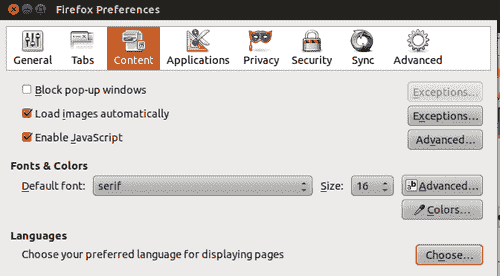 Firefox Preferences
General Tabs Content Applications Privacy Security Sync Advanced
Block pop-up windows Exceptions...
Load images automatically Exceptions...
Enable JavaScript Advanced...
Fonts & Colors
Default font: serif Size: 16 Advanced...
Colors...
Languages
Choose your preferred language for displaying pages Choose...